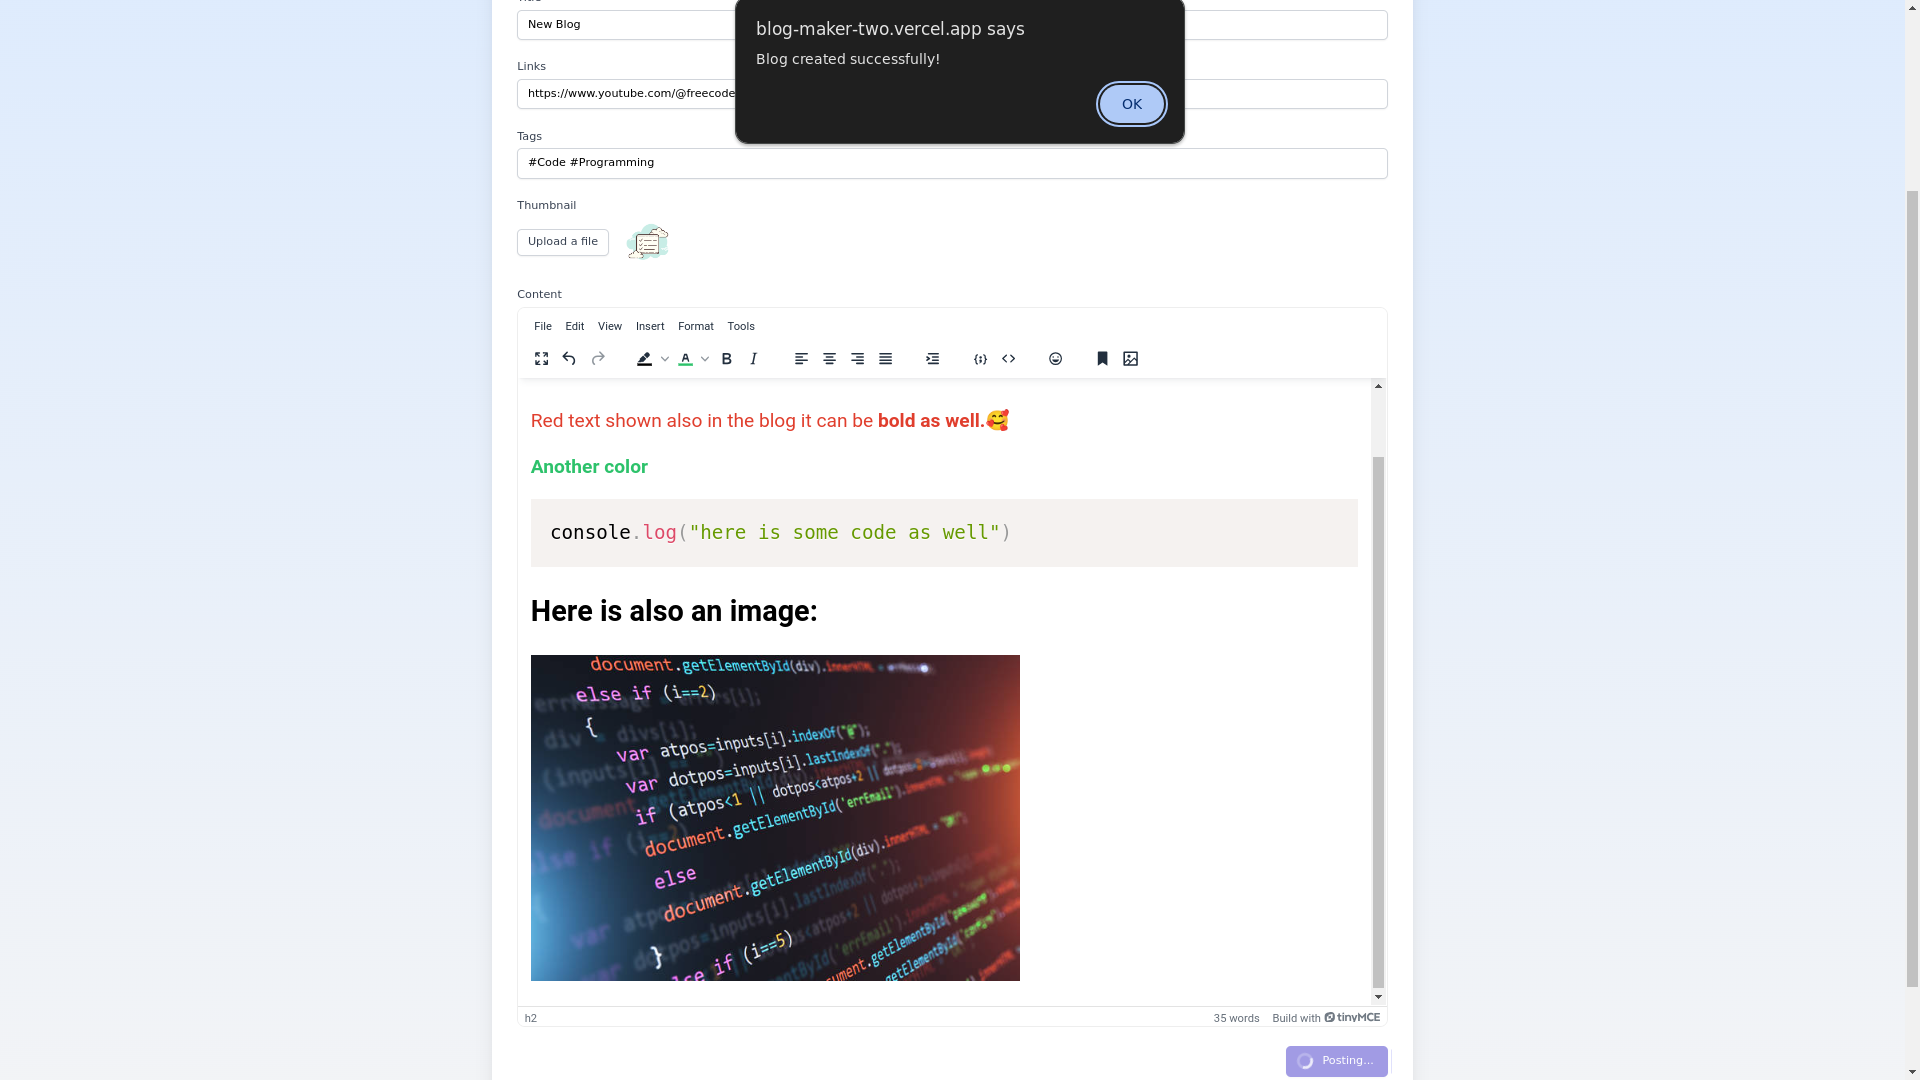 blog-maker-two.vercel.app says
Blog created successfully!
OK
New Blog
Links
https://www.youtube.com/@freecode
Tags
#Code #Programming
Thumbnail
Upload a file
Content
File Edit View Insert Format Tools
Red text shown also in the blog it can be bold as well.🥰
Another color
console.log("here is some code as well")
Here is also an image:
document.getElementById(div).innerHTML
else if (i==2)
{
var atpos=inputs[i].indexOf("@");
var dotpos=inputs[i].lastIndexOf(".");
if (atpos<1 || dotpos<atpos+2 ||
document.getElementById('errEmail').innerHTML
else
document.getElementById(div).innerHTML
}
else if (i==5)
h2
35 words
Build with tinyMCE
Posting...